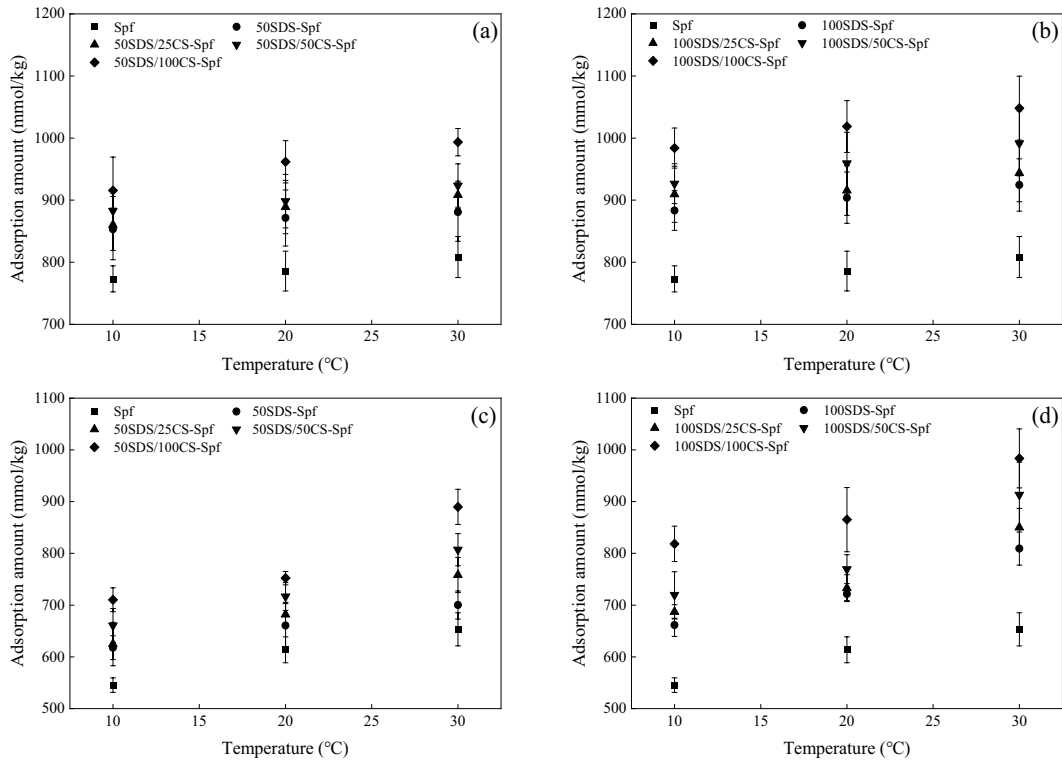 1200
1100
1000
900
800
700
Adsorption amount (mmol/kg)
Spf
50SDS-Spf
50SDS/25CS-Spf
50SDS/50CS-Spf
50SDS/100CS-Spf
(a)
10 15 20 25 30
Temperature (℃)
1200
1100
1000
900
800
700
Adsorption amount (mmol/kg)
Spf
100SDS-Spf
100SDS/25CS-Spf
100SDS/50CS-Spf
100SDS/100CS-Spf
(b)
10 15 20 25 30
Temperature (℃)
1100
1000
900
800
700
600
500
Adsorption amount (mmol/kg)
Spf
50SDS-Spf
50SDS/25CS-Spf
50SDS/50CS-Spf
50SDS/100CS-Spf
(c)
10 15 20 25 30
Temperature (℃)
1100
1000
900
800
700
600
500
Adsorption amount (mmol/kg)
Spf
100SDS-Spf
100SDS/25CS-Spf
100SDS/50CS-Spf
100SDS/100CS-Spf
(d)
10 15 20 25 30
Temperature (℃)